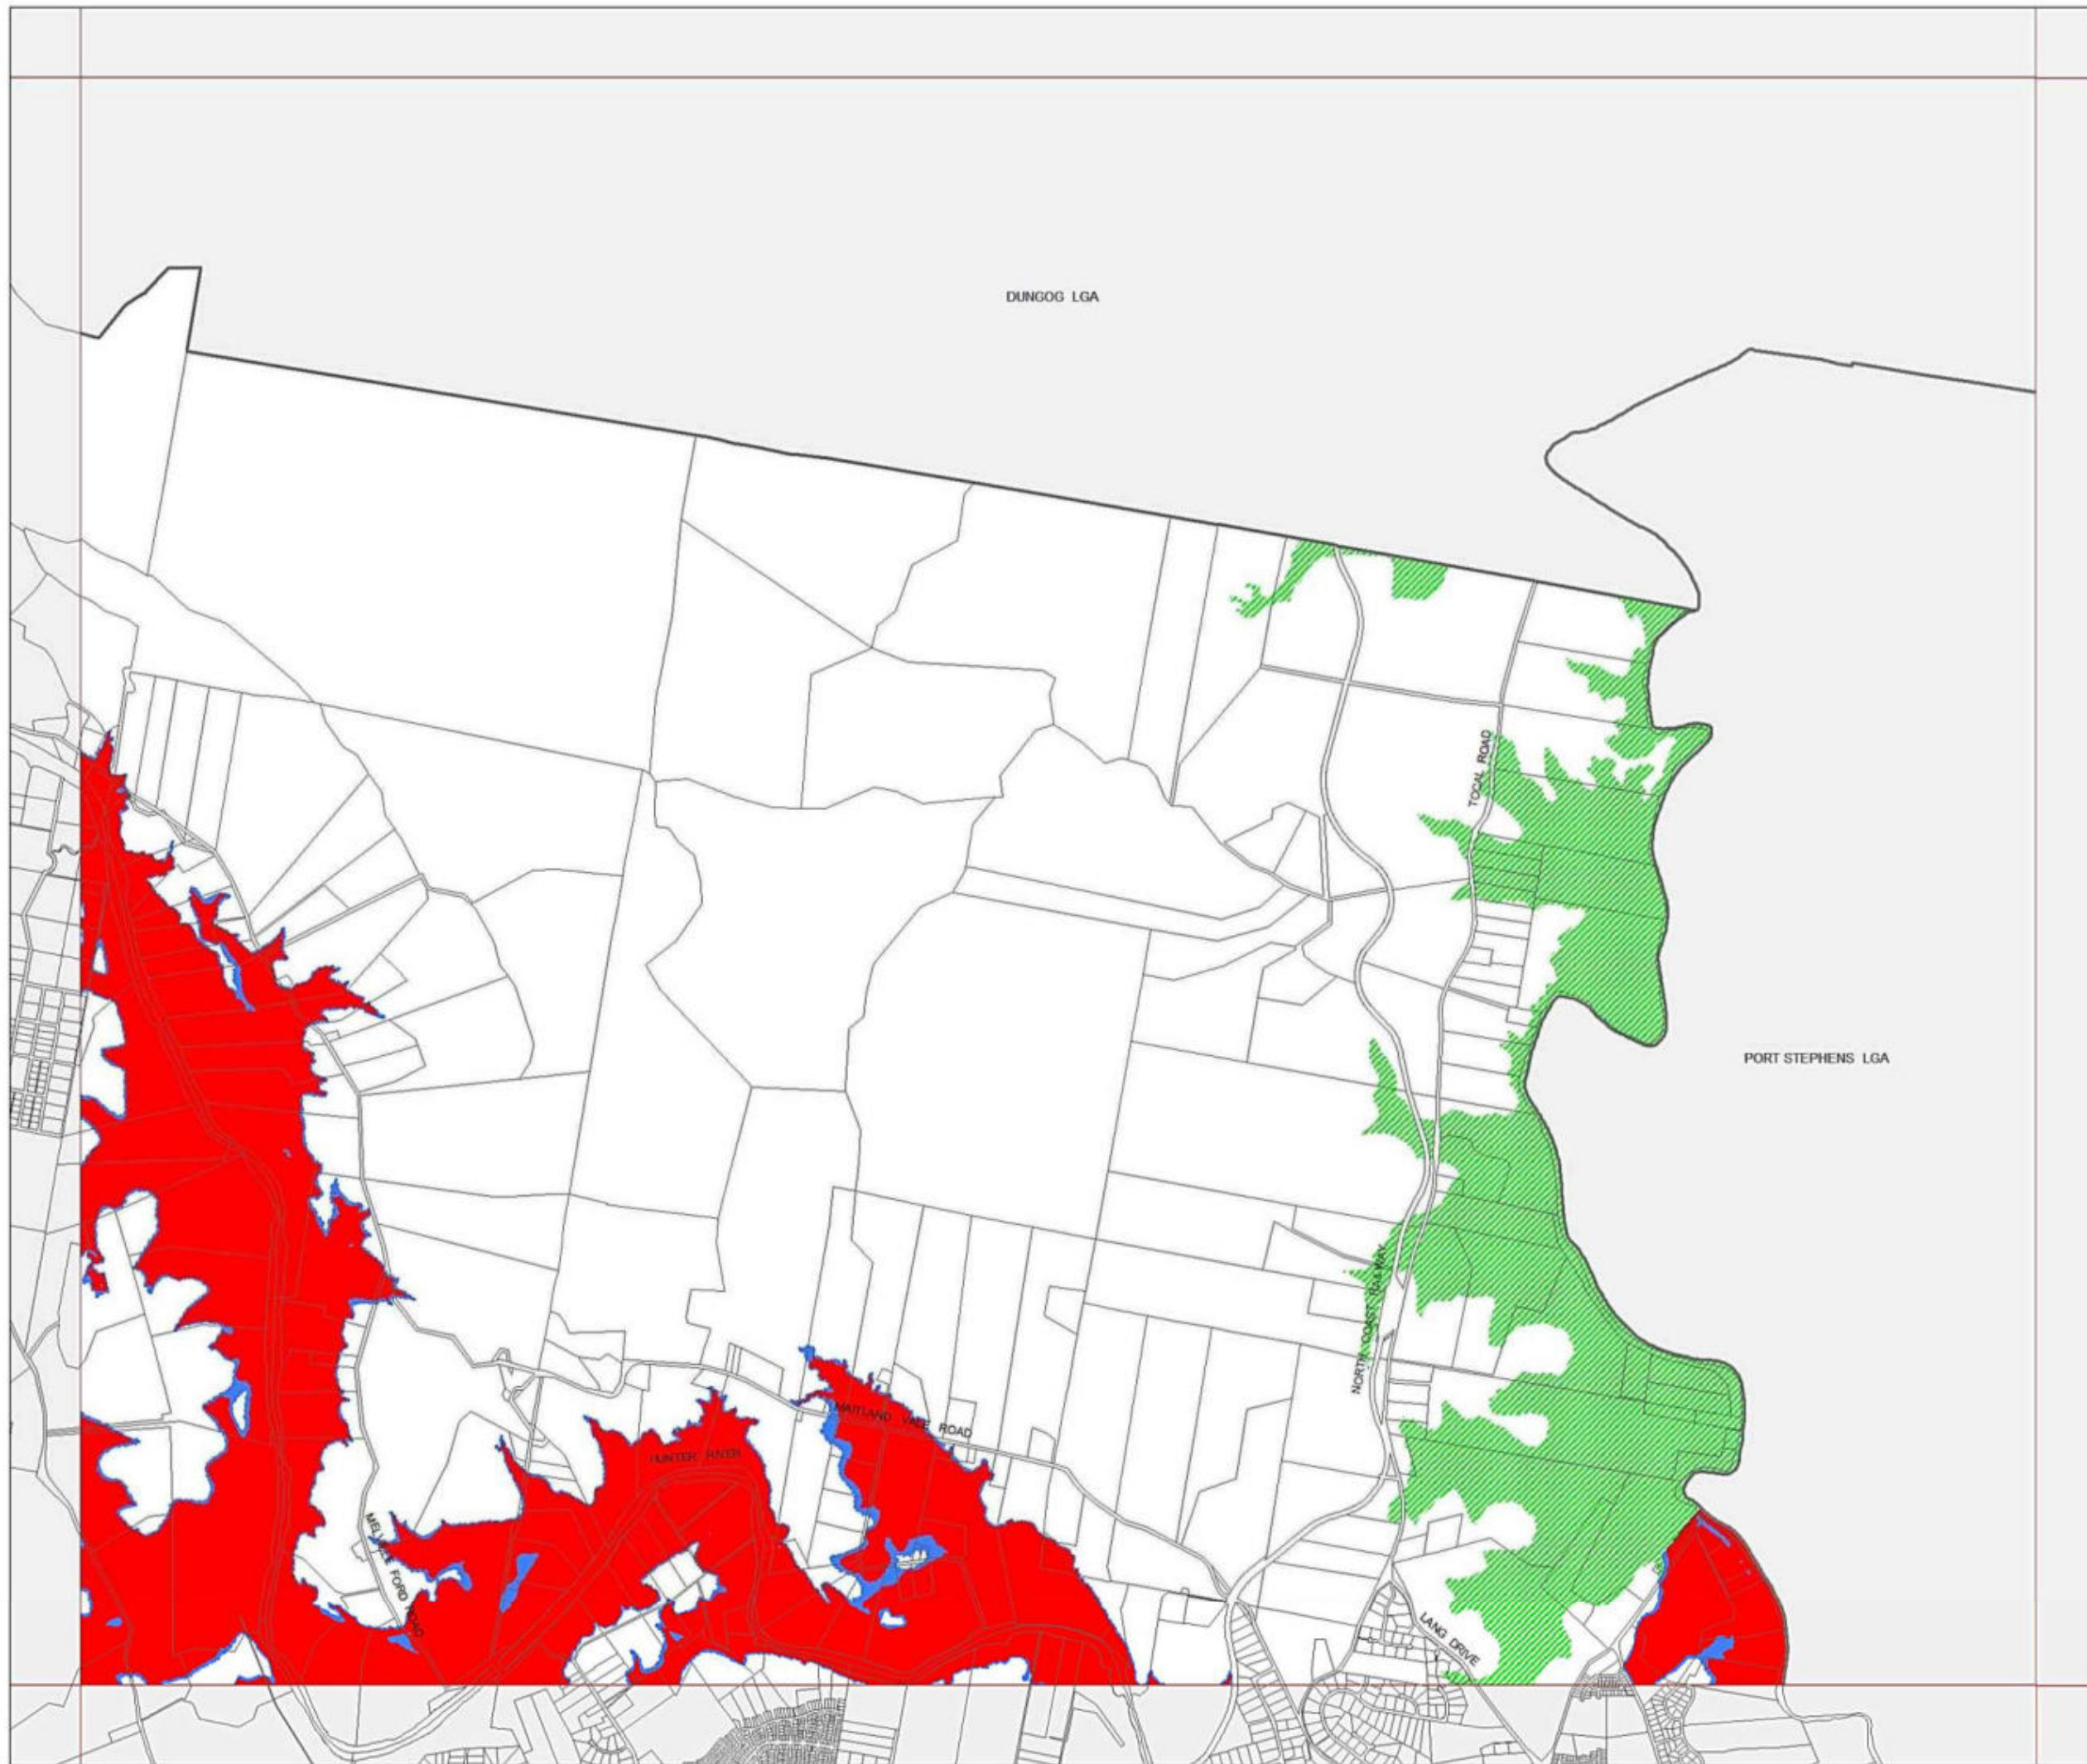 DUNGOG LGA
TOCAL ROAD
PORT STEPHENS LGA
NORTH COAST RAILWAY
MAITLAND VALE ROAD
HUNTER RIVER
MELVILLE FORD ROAD
LANG DRIVE